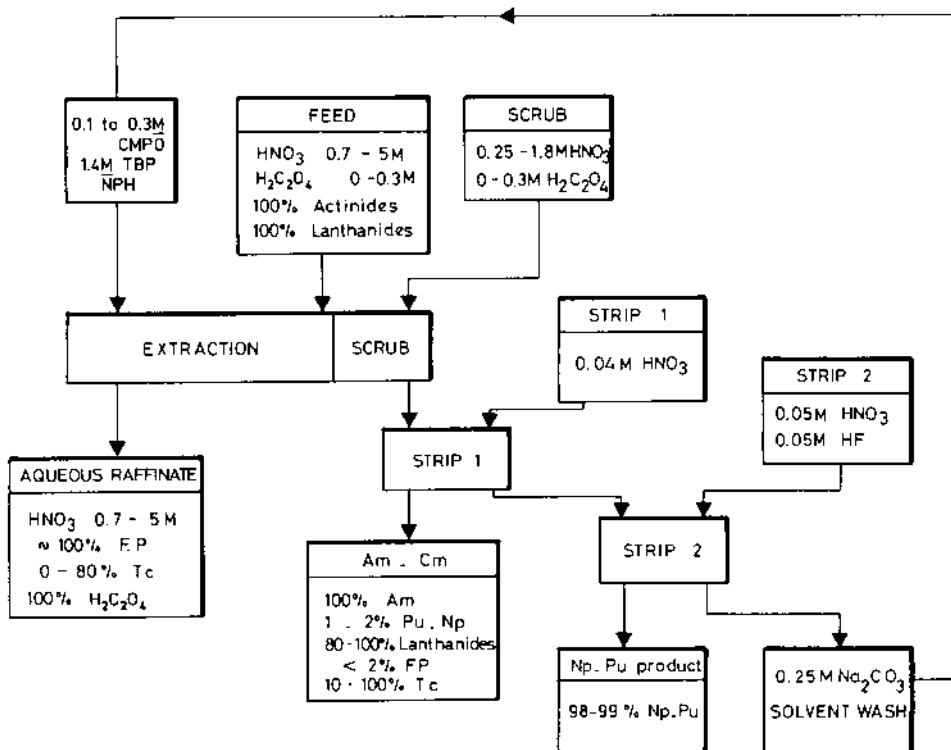 0.1 to 0.3M
CMPO
1.4M TBP
NPH
FEED
HNO₃ 0.7 - 5M
H₂C₂O₄ 0 - 0.3M
100% Actinides
100% Lanthanides
SCRUB
0.25 - 1.8M HNO₃
0 - 0.3M H₂C₂O₄
EXTRACTION
SCRUB
STRIP 1
0.04 M HNO₃
STRIP 2
0.05M HNO₃
0.05M HF
STRIP 1
AQUEOUS RAFFINATE
HNO₃ 0.7 - 5M
≈ 100% F.P
0 - 80% Tc
100% H₂C₂O₄
STRIP 2
Am - Cm
100% Am
1 - 2% Pu - Np
80-100% Lanthanides
< 2% FP
10 - 100% Tc
Np-Pu product
98-99 % Np-Pu
0.25 M Na₂CO₃
SOLVENT WASH